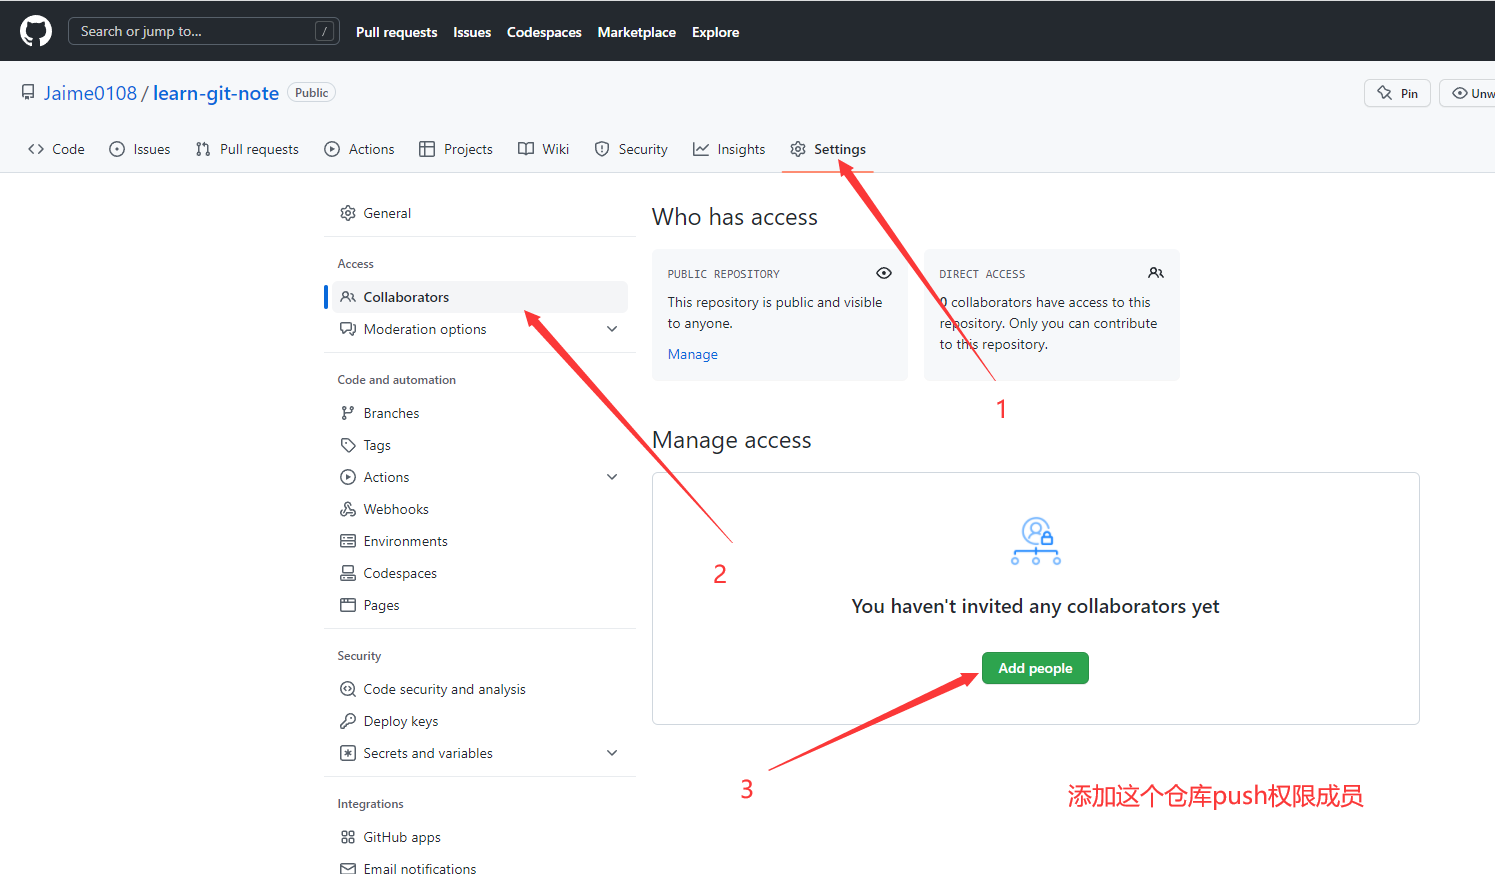 Search or jump to... /
Pull requests Issues Codespaces Marketplace Explore
Jaime0108 / learn-git-note Public
Pin
Unw
Code Issues Pull requests Actions Projects Wiki Security Insights Settings
General
Access
Collaborators
Moderation options
Code and automation
Branches
Tags
Actions
Webhooks
Environments
Codespaces
Pages
Security
Code security and analysis
Deploy keys
Secrets and variables
Integrations
GitHub apps
Email notifications
Who has access
PUBLIC REPOSITORY
This repository is public and visible
to anyone.
Manage
DIRECT ACCESS
0 collaborators have access to this
repository. Only you can contribute
to this repository.
1
Manage access
2
You haven't invited any collaborators yet
Add people
3
添加这个仓库push权限成员